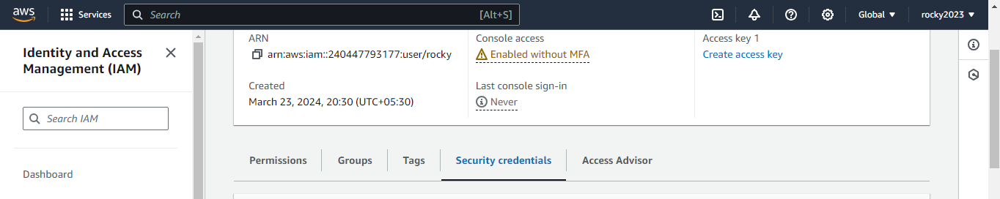 aws
Services
Search
[Alt+S]
Global
rocky2023
Identity and Access
Management (IAM)
Search IAM
Dashboard
ARN
arn:aws:iam::240447793177:user/rocky
Created
March 23, 2024, 20:30 (UTC+05:30)
Console access
Enabled without MFA
Last console sign-in
Never
Access key 1
Create access key
Permissions
Groups
Tags
Security credentials
Access Advisor